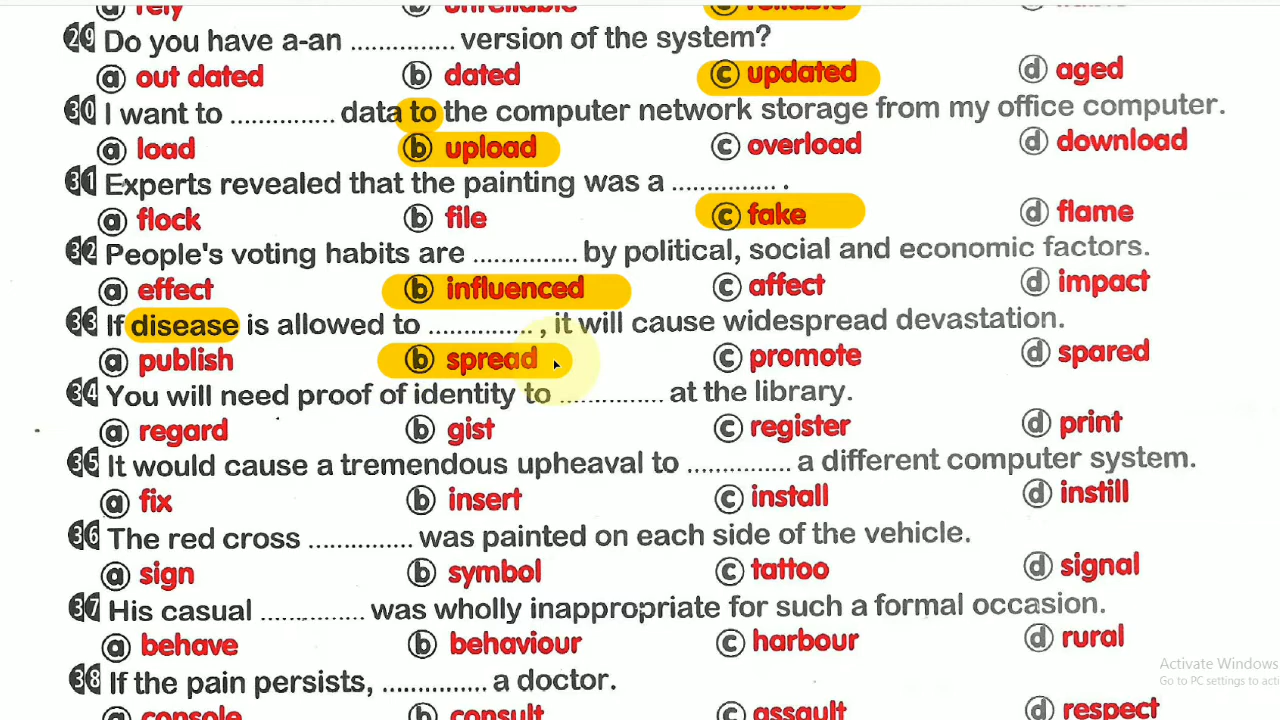 29 Do you have a-an ............... version of the system?
a out dated b dated c updated d aged
30 I want to ............... data to the computer network storage from my office computer.
a load b upload c overload d download
31 Experts revealed that the painting was a ............... .
a flock b file c fake d flame
32 People's voting habits are ............... by political, social and economic factors.
a effect b influenced c affect d impact
33 If disease is allowed to ..............., it will cause widespread devastation.
a publish b spread c promote d spared
34 You will need proof of identity to ............... at the library.
a regard b gist c register d print
35 It would cause a tremendous upheaval to ............... a different computer system.
a fix b insert c install d instill
36 The red cross ............... was painted on each side of the vehicle.
a sign b symbol c tattoo d signal
37 His casual ............... was wholly inappropriate for such a formal occasion.
a behave b behaviour c harbour d rural
38 If the pain persists, ............... a doctor.
a console b consult c assault d respect
Activate Windows
Go to PC settings to acti